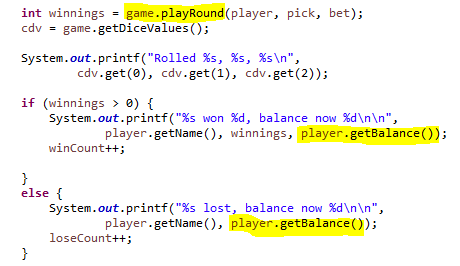 int winnings = game.playRound(player, pick, bet);
cdv = game.getDiceValues();
System.out.printf("Rolled %s, %s, %s\n",
cdv.get(0), cdv.get(1), cdv.get(2));
if (winnings > 0) {
System.out.printf("%s won %d, balance now %d\n\n",
player.getName(), winnings, player.getBalance());
winCount++;
}
else {
System.out.printf("%s lost, balance now %d\n\n",
player.getName(), player.getBalance());
loseCount++;
}